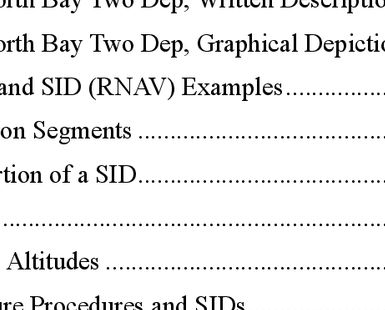 orth Bay Two Dep, Written Descriptio
orth Bay Two Dep, Graphical Depictio
and SID (RNAV) Examples................
on Segments ........................................
rtion of a SID.......................................
..............................................................
Altitudes .............................................
ure Procedures and SIDs